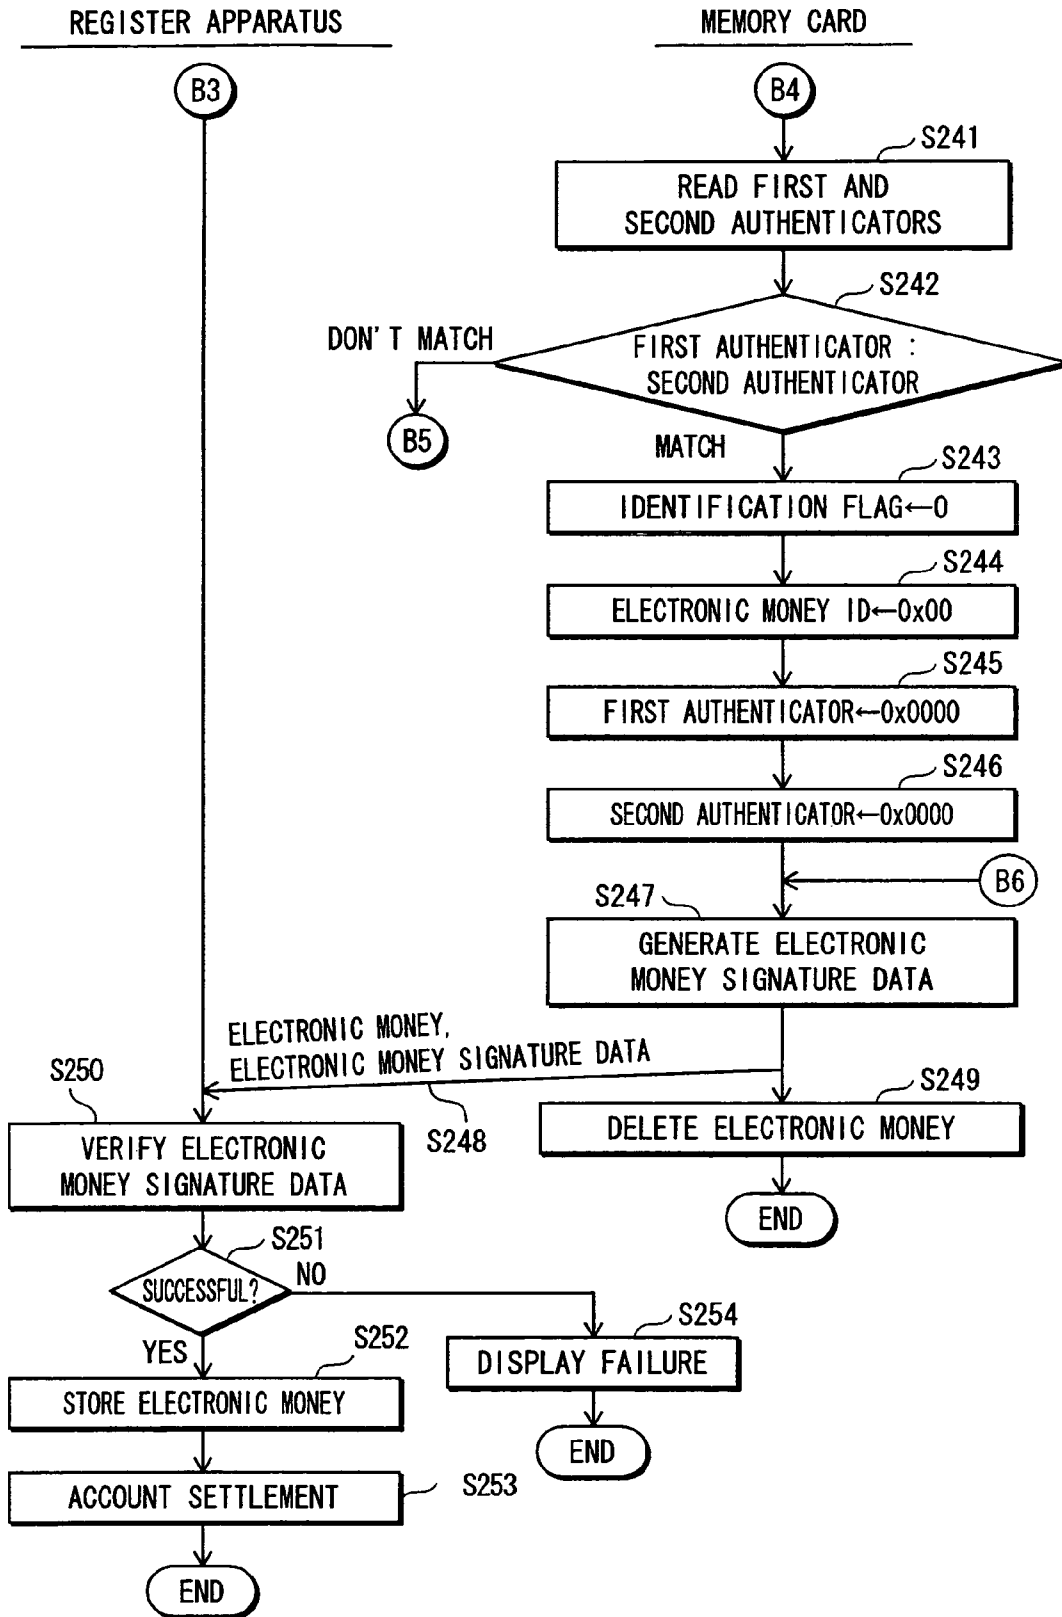 REGISTER APPARATUS
MEMORY CARD
B3
B4
S241
READ FIRST AND
SECOND AUTHENTICATORS
S242
DON'T MATCH
FIRST AUTHENTICATOR :
SECOND AUTHENTICATOR
B5
MATCH
S243
IDENTIFICATION FLAG←0
S244
ELECTRONIC MONEY ID←0x00
S245
FIRST AUTHENTICATOR←0x0000
S246
SECOND AUTHENTICATOR←0x0000
B6
S247
GENERATE ELECTRONIC
MONEY SIGNATURE DATA
ELECTRONIC MONEY,
ELECTRONIC MONEY SIGNATURE DATA
S248
S249
DELETE ELECTRONIC MONEY
END
S250
VERIFY ELECTRONIC
MONEY SIGNATURE DATA
S251
SUCCESSFUL?
NO
YES
S252
STORE ELECTRONIC MONEY
S254
DISPLAY FAILURE
END
S253
ACCOUNT SETTLEMENT
END